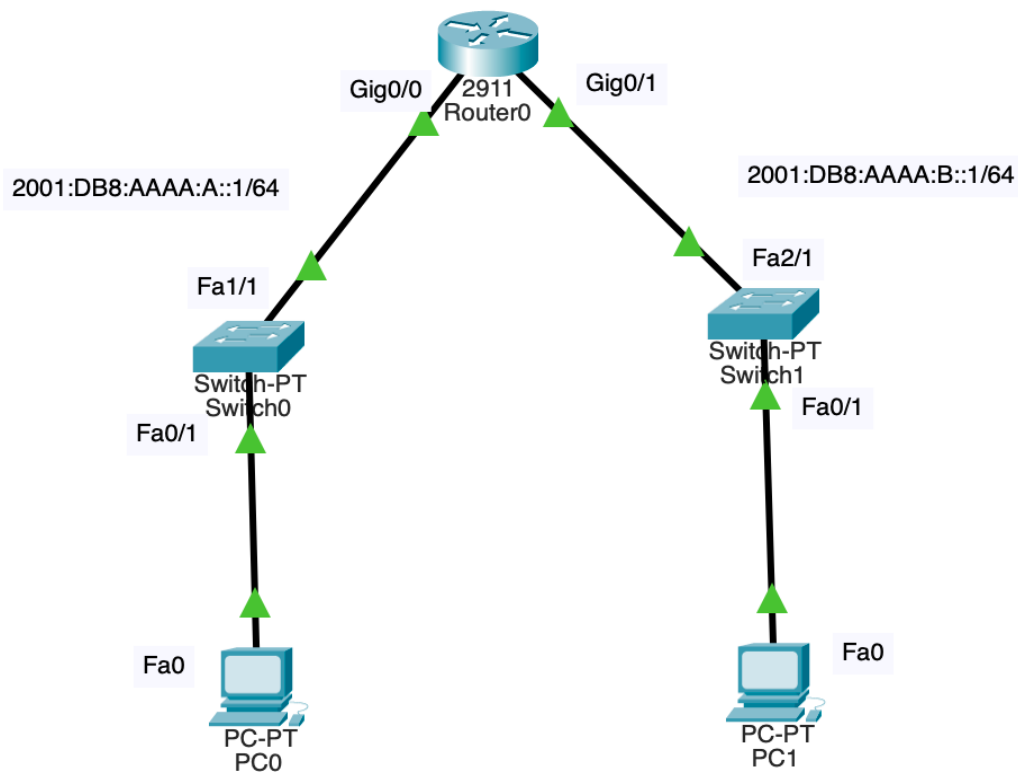 Gig0/0
Gig0/1
2911
Router0
2001:DB8:AAAA:A::1/64
2001:DB8:AAAA:B::1/64
Fa1/1
Fa2/1
Switch-PT
Switch0
Switch-PT
Switch1
Fa0/1
Fa0/1
Fa0
Fa0
PC-PT
PC0
PC-PT
PC1